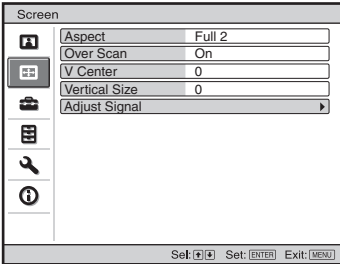 Screen
Aspect Full 2
Over Scan On
V Center 0
Vertical Size 0
Adjust Signal
Sel: Set: ENTER Exit: MENU